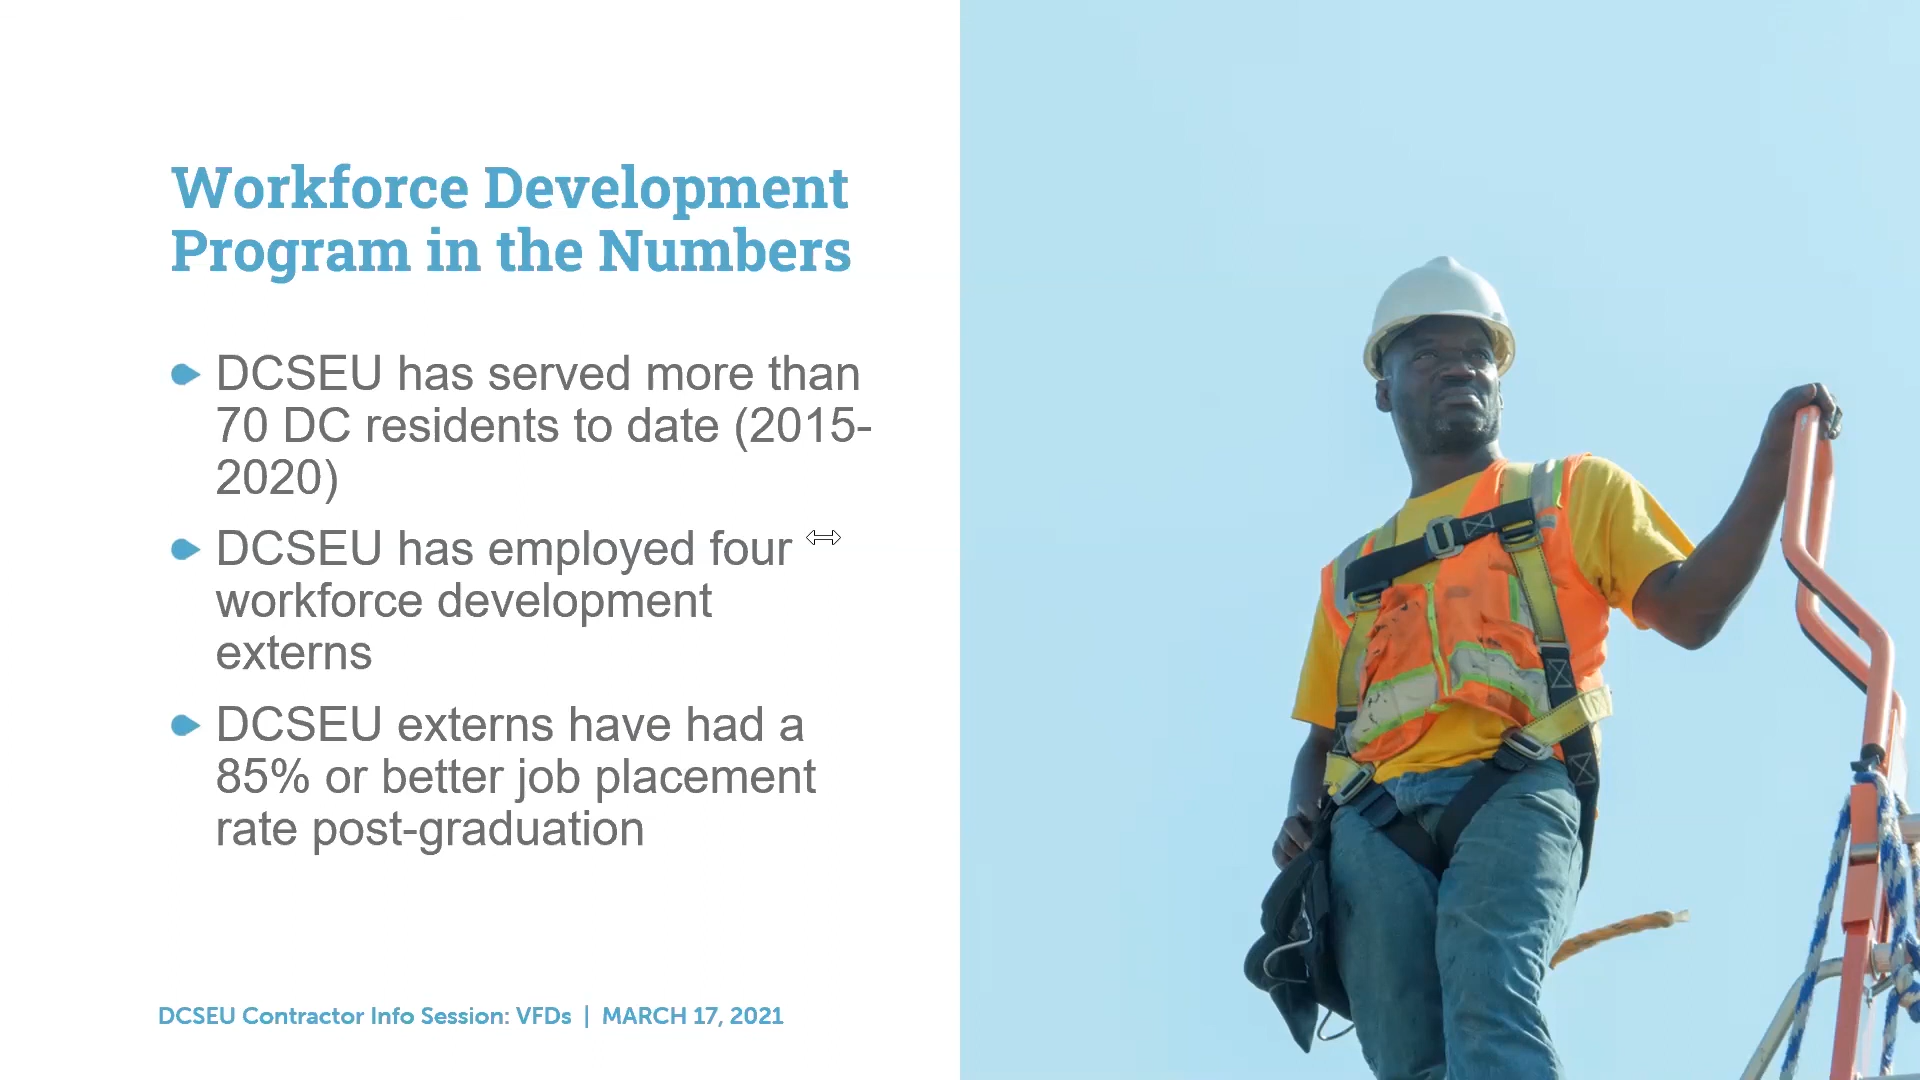 Workforce Development
Program in the Numbers
DCSEU has served more than
70 DC residents to date (2015-
2020)
DCSEU has employed four
workforce development
externs
DCSEU externs have had a
85% or better job placement
rate post-graduation
DCSEU Contractor Info Session: VFDs | MARCH 17, 2021